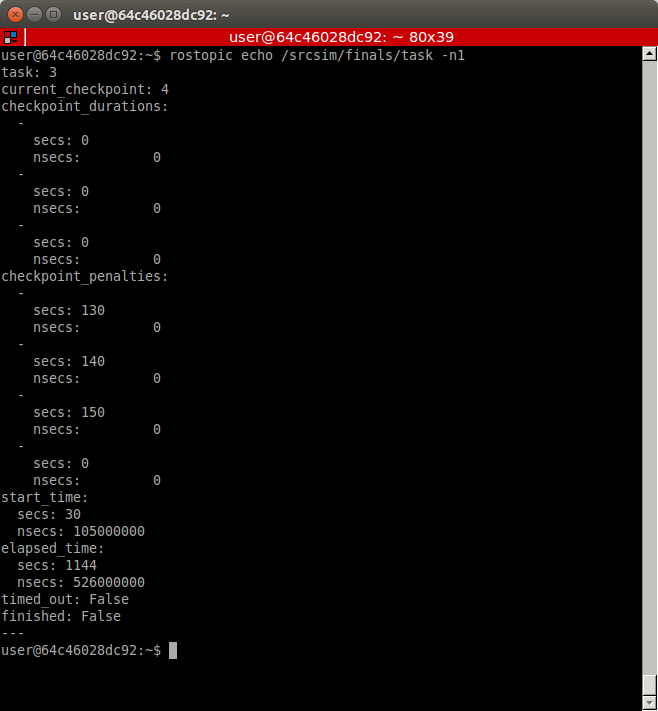 user@64c46028dc92: ~
user@64c46028dc92: ~ 80x39
user@64c46028dc92:~$ rostopic echo /srcsim/finals/task -n1
task: 3
current_checkpoint: 4
checkpoint_durations:
  -
    secs: 0
    nsecs:         0
  -
    secs: 0
    nsecs:         0
  -
    secs: 0
    nsecs:         0
checkpoint_penalties:
  -
    secs: 130
    nsecs:         0
  -
    secs: 140
    nsecs:         0
  -
    secs: 150
    nsecs:         0
  -
    secs: 0
    nsecs:         0
start_time:
  secs: 30
  nsecs: 105000000
elapsed_time:
  secs: 1144
  nsecs: 526000000
timed_out: False
finished: False
---
user@64c46028dc92:~$